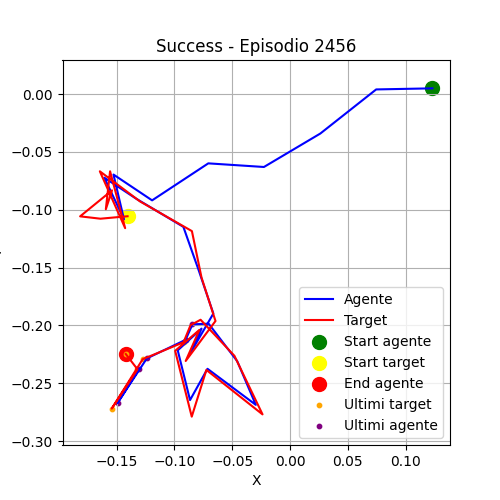 Success - Episodio 2456
0.00
−0.05
−0.10
−0.15
−0.20
−0.25
−0.30
Agente
Target
Start agente
Start target
End agente
Ultimi target
Ultimi agente
−0.15
−0.10
−0.05
0.00
0.05
0.10
X